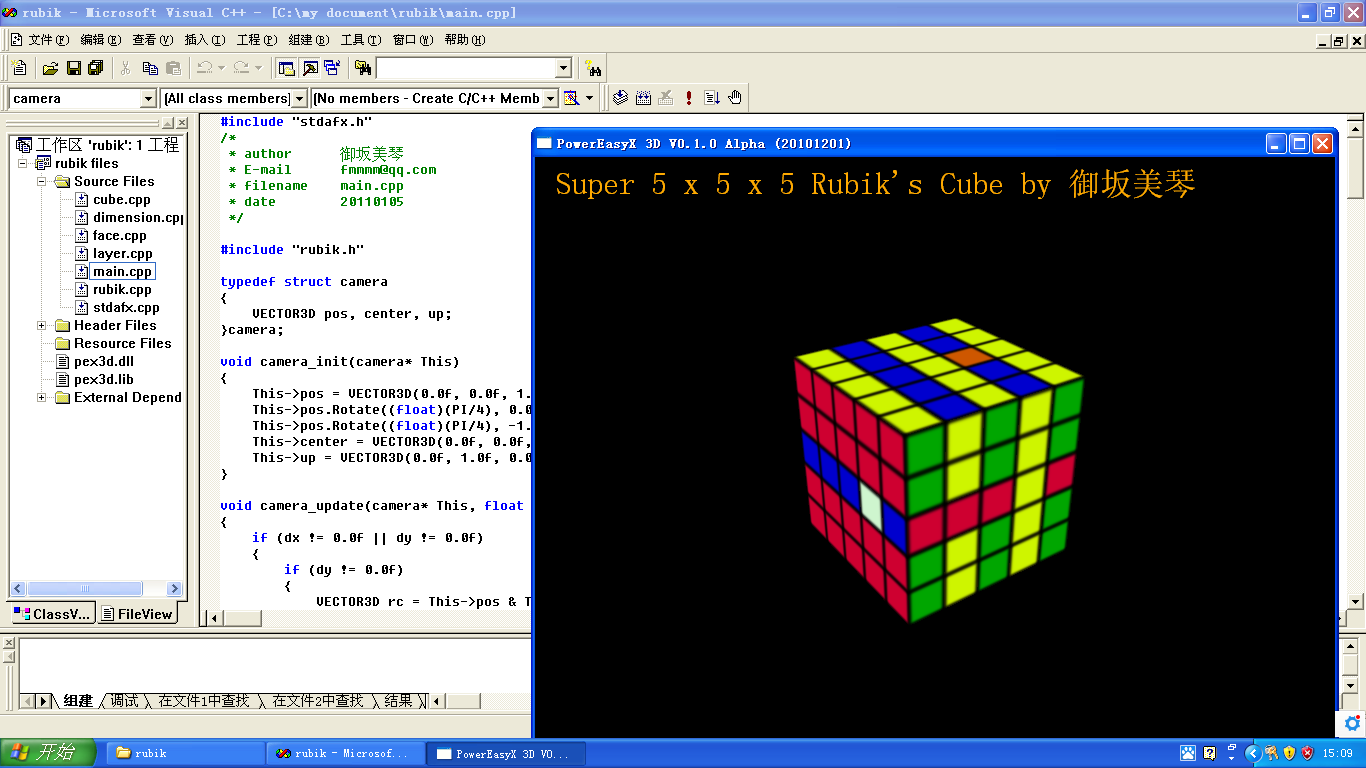 rubik - Microsoft Visual C++ - [C:\my document\rubik\main.cpp]
文件(F) 编辑(E) 查看(V) 插入(I) 工程(P) 组建(B) 工具(T) 窗口(W) 帮助(H)
camera [All class members] [No members - Create C/C++ Memb
工作区 'rubik': 1 工程
rubik files
Source Files
cube.cpp
dimension.cpp
face.cpp
layer.cpp
main.cpp
rubik.cpp
stdafx.cpp
Header Files
Resource Files
pex3d.dll
pex3d.lib
External Depend
ClassV... FileView
#include "stdafx.h"
/*
* author 御坂美琴
* E-mail fmmmm@qq.com
* filename main.cpp
* date 20110105
*/
#include "rubik.h"
typedef struct camera
{
VECTOR3D pos, center, up;
}camera;
void camera_init(camera* This)
{
This->pos = VECTOR3D(0.0f, 0.0f, 1.
This->pos.Rotate((float)(PI/4), 0.0
This->pos.Rotate((float)(PI/4), -1.
This->center = VECTOR3D(0.0f, 0.0f,
This->up = VECTOR3D(0.0f, 1.0f, 0.0
}
void camera_update(camera* This, float
{
if (dx != 0.0f || dy != 0.0f)
{
if (dy != 0.0f)
{
VECTOR3D rc = This->pos & T
PowerEasyX 3D V0.1.0 Alpha (20101201)
Super 5 x 5 x 5 Rubik's Cube by 御坂美琴
组建 调试 在文件1中查找 在文件2中查找 结果
开始 rubik rubik - Microsof... PowerEasyX 3D V0... 15:09